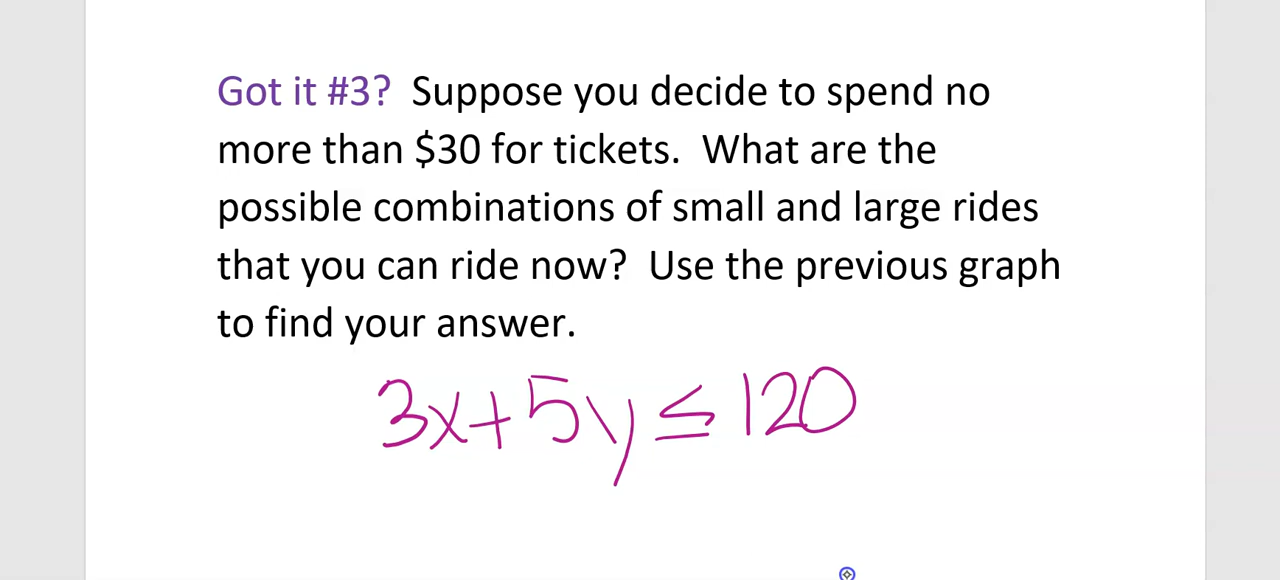 Got it #3? Suppose you decide to spend no
more than $30 for tickets. What are the
possible combinations of small and large rides
that you can ride now? Use the previous graph
to find your answer.
3x+5y≤120